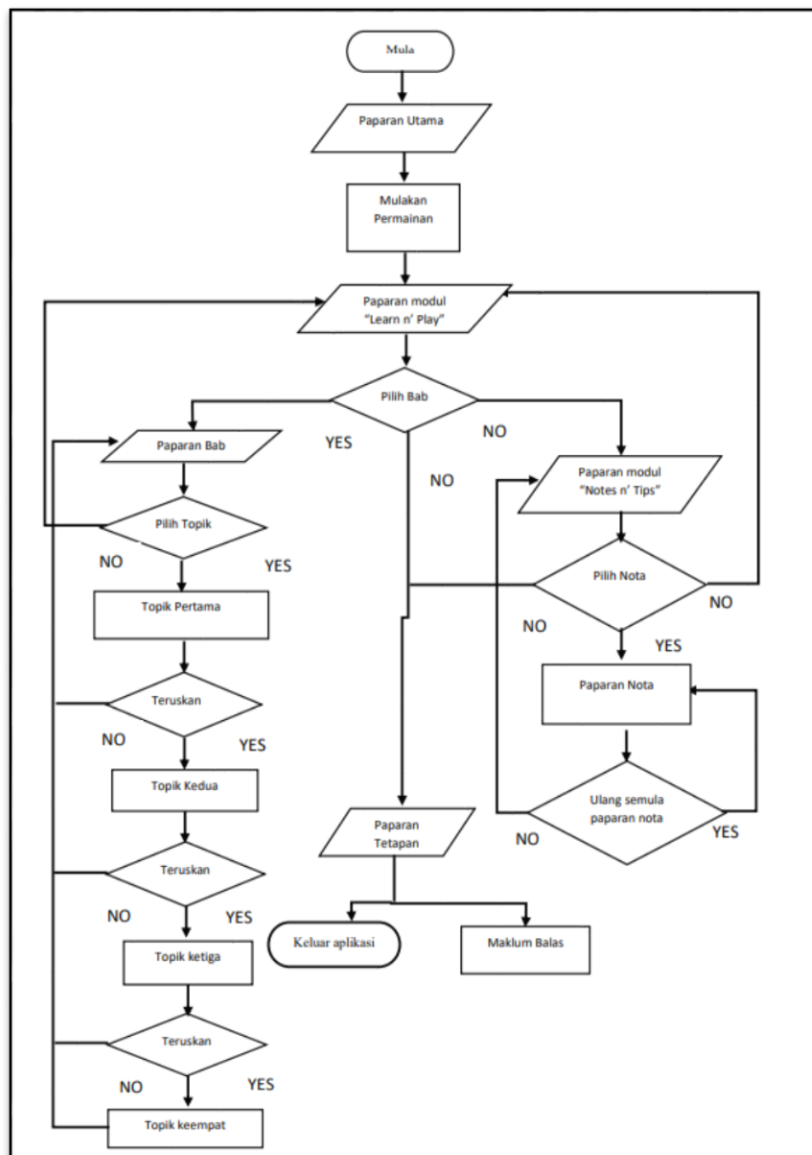 Mula
Paparan Utama
Mulakan
Permainan
Paparan modul
“Learn n’ Play”
Pilih Bab
YES
NO
NO
Paparan Bab
Pilih Topik
NO
YES
Topik Pertama
Teruskan
NO
YES
Topik Kedua
Teruskan
NO
YES
Topik ketiga
Teruskan
NO
YES
Topik keempat
Paparan modul
“Notes n’ Tips”
Pilih Nota
NO
NO
YES
Paparan Nota
Ulang semula
paparan nota
NO
YES
Paparan
Tetapan
Keluar aplikasi
Maklum Balas